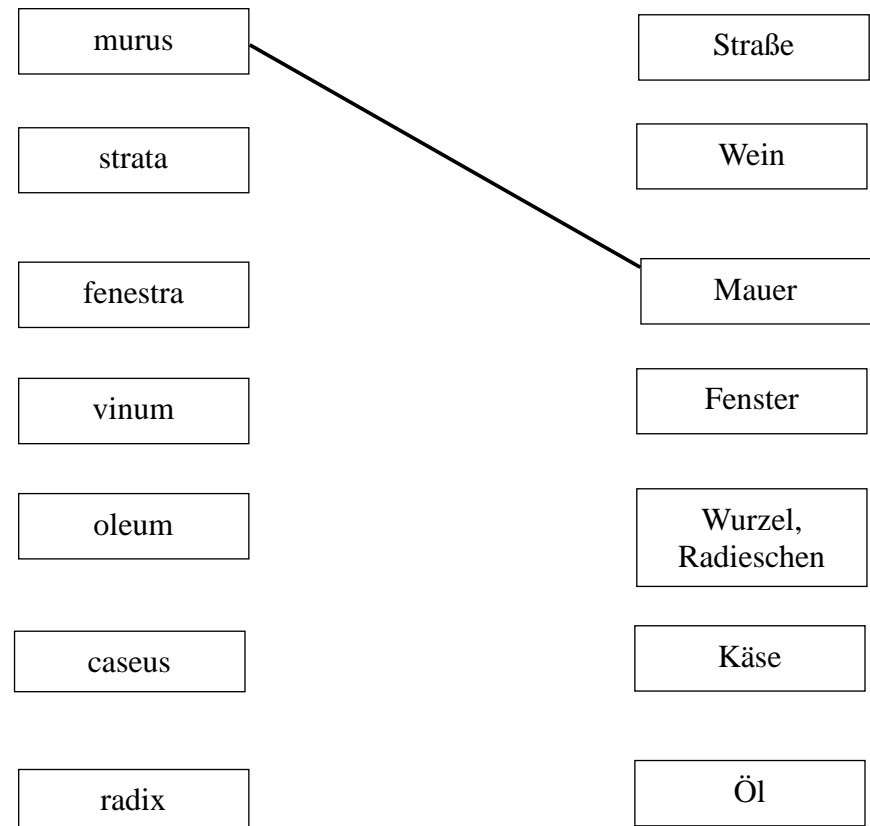 murus
strata
fenestra
vinum
oleum
caseus
radix
Straße
Wein
Mauer
Fenster
Wurzel,
Radieschen
Käse
Öl